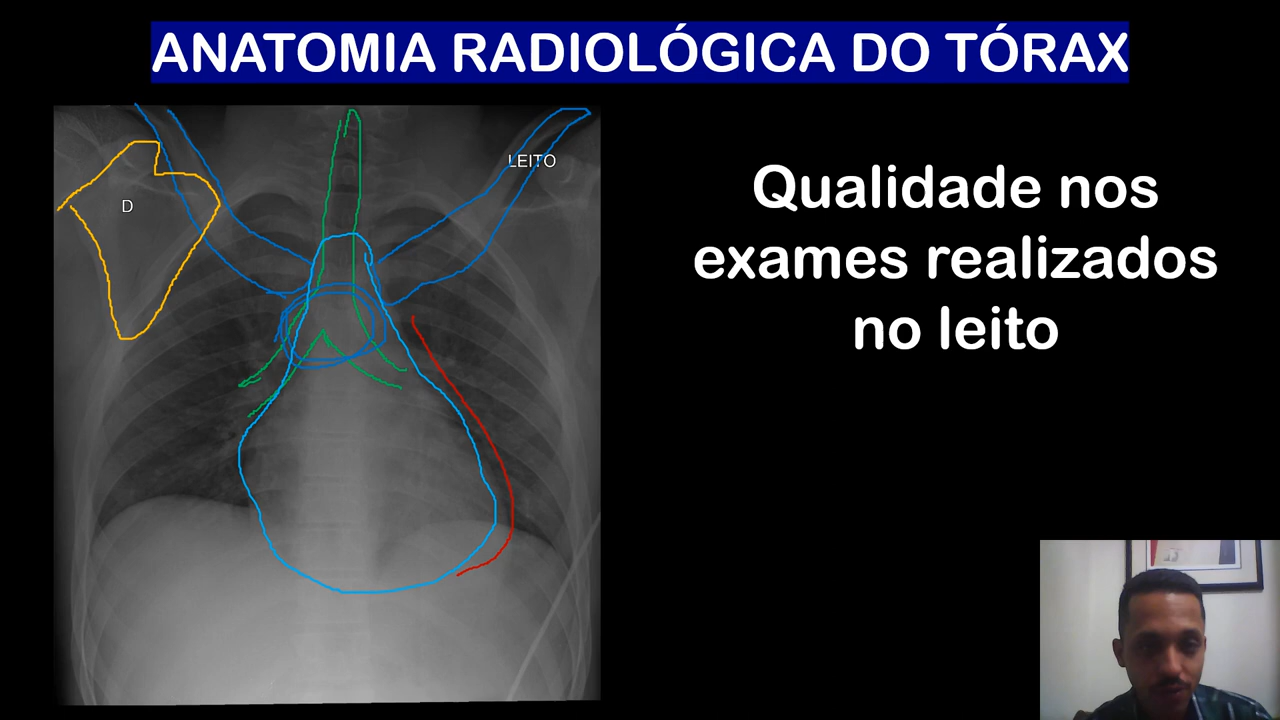 ANATOMIA RADIOLÓGICA DO TÓRAX
LEITO
D
Qualidade nos
exames realizados
no leito